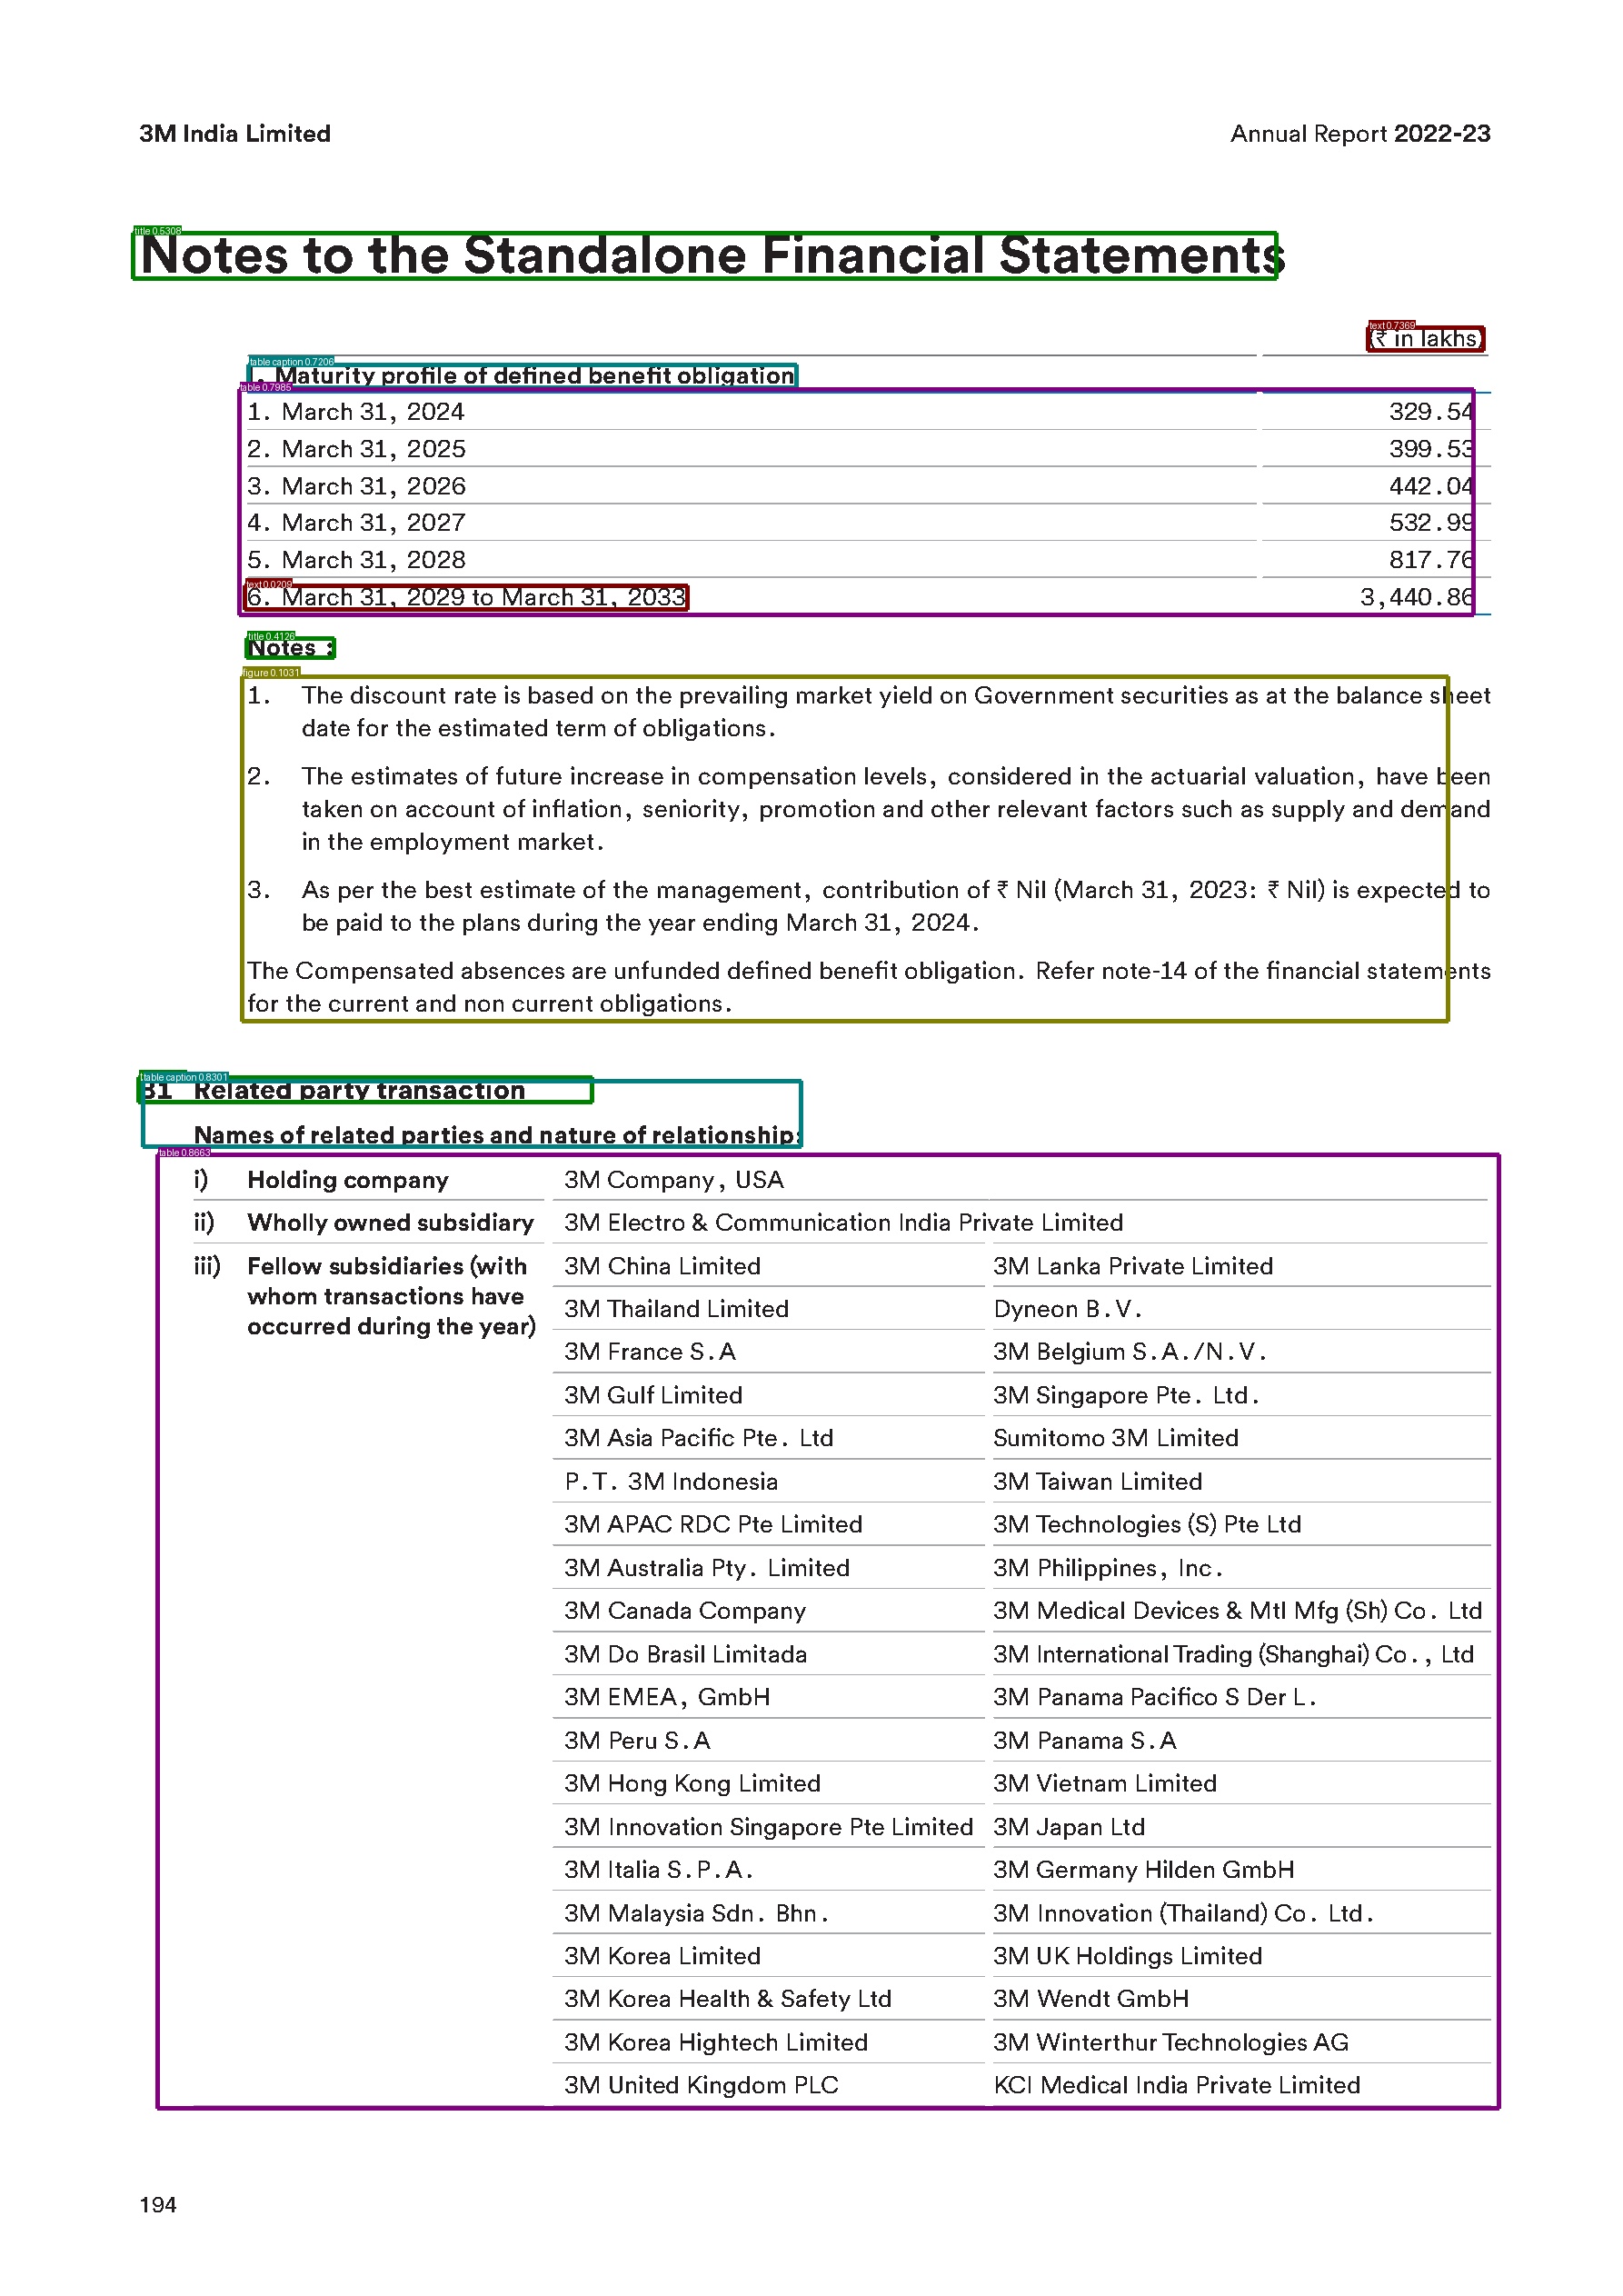 3M India Limited
Annual Report 2022-23
title 0.5308
Notes to the Standalone Financial Statements
text 0.7369
(₹ in lakhs)
table caption 0.7206
. Maturity profile of defined benefit obligation
table 0.7985
1. March 31, 2024 329.54
2. March 31, 2025 399.53
3. March 31, 2026 442.04
4. March 31, 2027 532.99
5. March 31, 2028 817.76
text 0.0209
6. March 31, 2029 to March 31, 2033 3,440.86
title 0.4126
Notes :
figure 0.1031
1. The discount rate is based on the prevailing market yield on Government securities as at the balance sheet
date for the estimated term of obligations.
2. The estimates of future increase in compensation levels, considered in the actuarial valuation, have been
taken on account of inflation, seniority, promotion and other relevant factors such as supply and demand
in the employment market.
3. As per the best estimate of the management, contribution of ₹ Nil (March 31, 2023: ₹ Nil) is expected to
be paid to the plans during the year ending March 31, 2024.
The Compensated absences are unfunded defined benefit obligation. Refer note-14 of the financial statements
for the current and non current obligations.
table caption 0.8301
31 Related party transaction
Names of related parties and nature of relationship:
table 0.8663
i) Holding company 3M Company, USA
ii) Wholly owned subsidiary 3M Electro & Communication India Private Limited
iii) Fellow subsidiaries (with 3M China Limited 3M Lanka Private Limited
whom transactions have
3M Thailand Limited Dyneon B.V.
occurred during the year)
3M France S.A 3M Belgium S.A./N.V.
3M Gulf Limited 3M Singapore Pte. Ltd.
3M Asia Pacific Pte. Ltd Sumitomo 3M Limited
P.T. 3M Indonesia 3M Taiwan Limited
3M APAC RDC Pte Limited 3M Technologies (S) Pte Ltd
3M Australia Pty. Limited 3M Philippines, Inc.
3M Canada Company 3M Medical Devices & Mtl Mfg (Sh) Co. Ltd
3M Do Brasil Limitada 3M International Trading (Shanghai) Co., Ltd
3M EMEA, GmbH 3M Panama Pacifico S Der L.
3M Peru S.A 3M Panama S.A
3M Hong Kong Limited 3M Vietnam Limited
3M Innovation Singapore Pte Limited 3M Japan Ltd
3M Italia S.P.A. 3M Germany Hilden GmbH
3M Malaysia Sdn. Bhn. 3M Innovation (Thailand) Co. Ltd.
3M Korea Limited 3M UK Holdings Limited
3M Korea Health & Safety Ltd 3M Wendt GmbH
3M Korea Hightech Limited 3M Winterthur Technologies AG
3M United Kingdom PLC KCI Medical India Private Limited
194